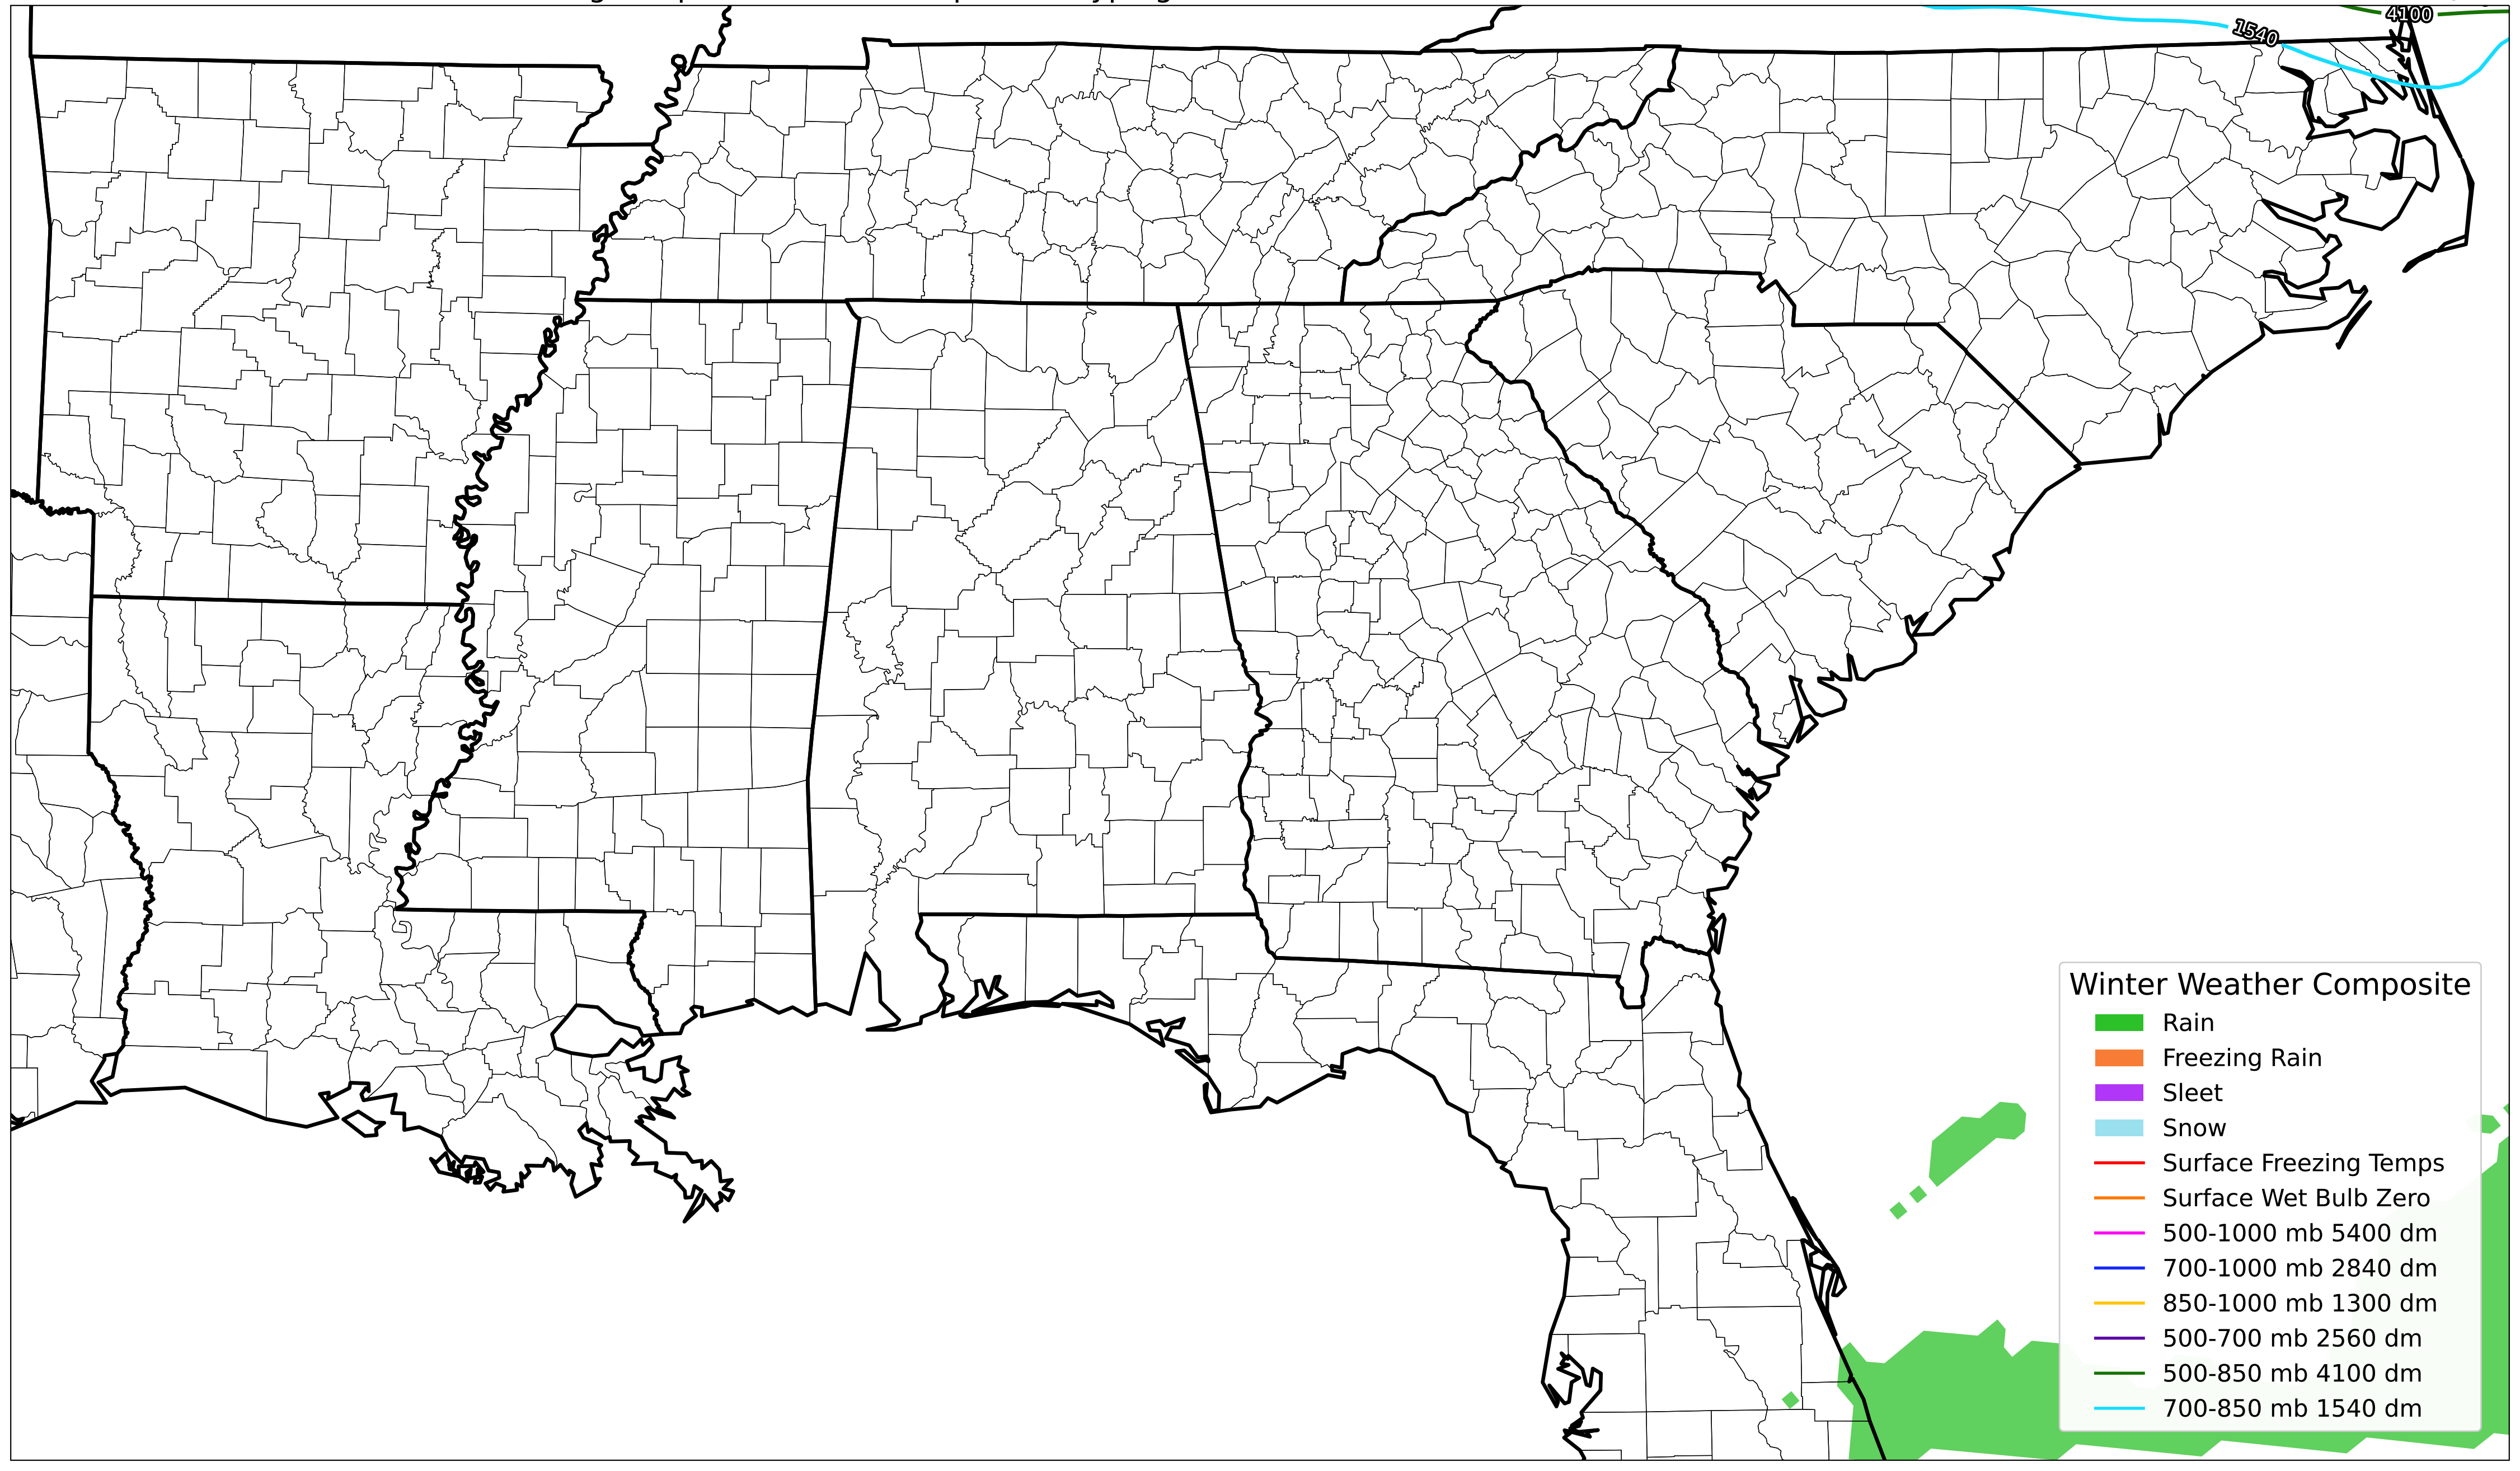 1540
4100
Winter Weather Composite
Rain
Freezing Rain
Sleet
Snow
Surface Freezing Temps
Surface Wet Bulb Zero
500-1000 mb 5400 dm
700-1000 mb 2840 dm
850-1000 mb 1300 dm
500-700 mb 2560 dm
500-850 mb 4100 dm
700-850 mb 1540 dm